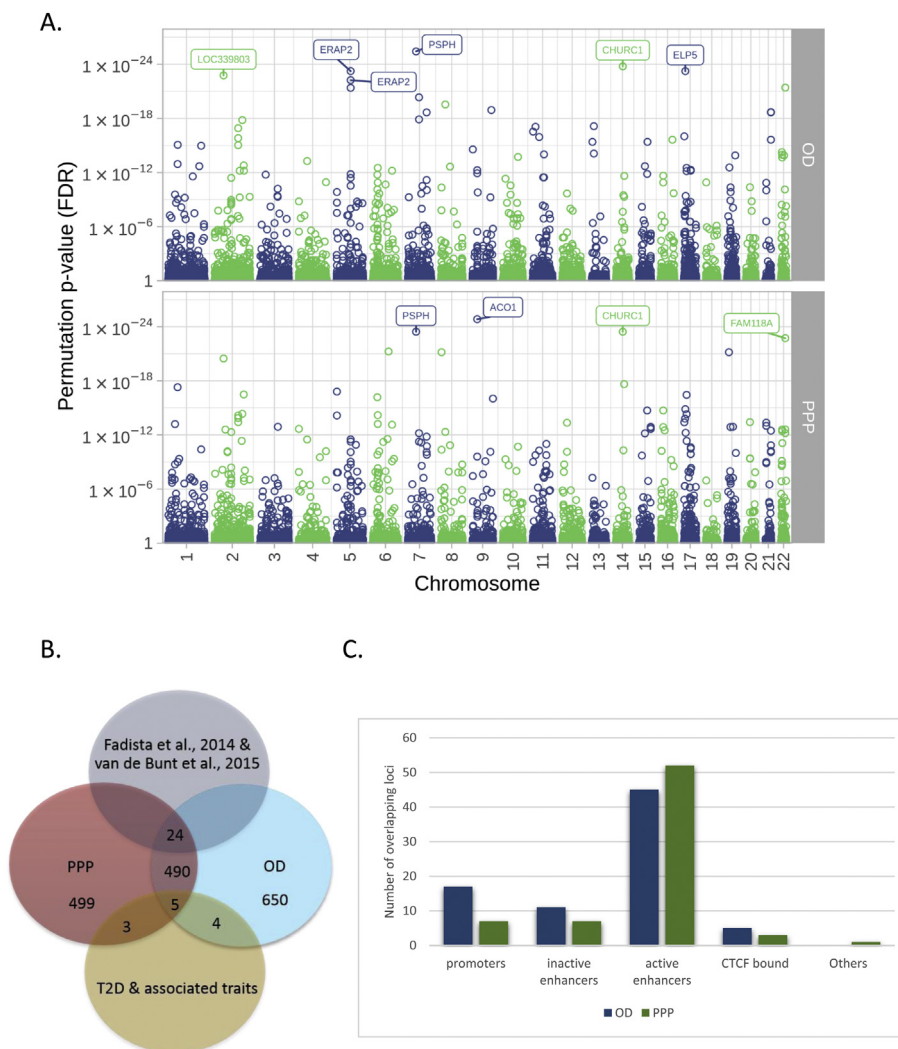 A.
Permutation p-value (FDR)
1 × 10⁻²⁴
1 × 10⁻¹⁸
1 × 10⁻¹²
1 × 10⁻⁶
1
LOC339803
ERAP2
ERAP2
PSPH
CHURC1
ELP5
OD
1 × 10⁻²⁴
1 × 10⁻¹⁸
1 × 10⁻¹²
1 × 10⁻⁶
1
PSPH
ACO1
CHURC1
FAM118A
PPP
1 2 3 4 5 6 7 8 9 10 11 12 13 14 15 16 17 18 19 20 21 22
Chromosome
B.
Fadista et al., 2014 &
van de Bunt et al., 2015
24
PPP
490
OD
499
5
650
3
4
T2D & associated traits
C.
Number of overlapping loci
60
50
40
30
20
10
0
promoters
inactive
enhancers
active
enhancers
CTCF bound
Others
OD PPP